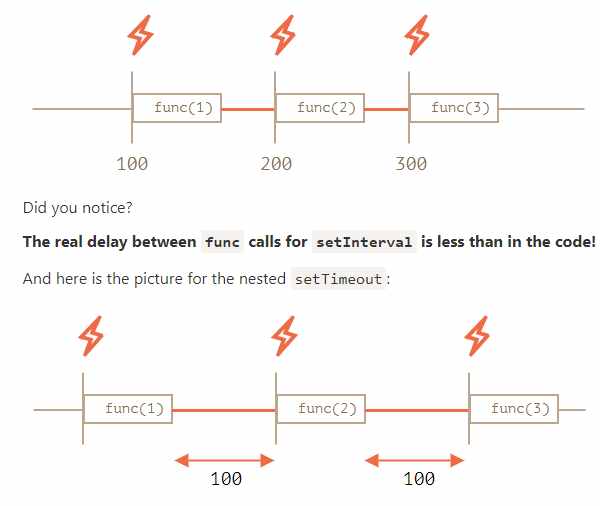 func(1) func(2) func(3)
100 200 300
Did you notice?
The real delay between func calls for setInterval is less than in the code!
And here is the picture for the nested setTimeout:
func(1) func(2) func(3)
100 100